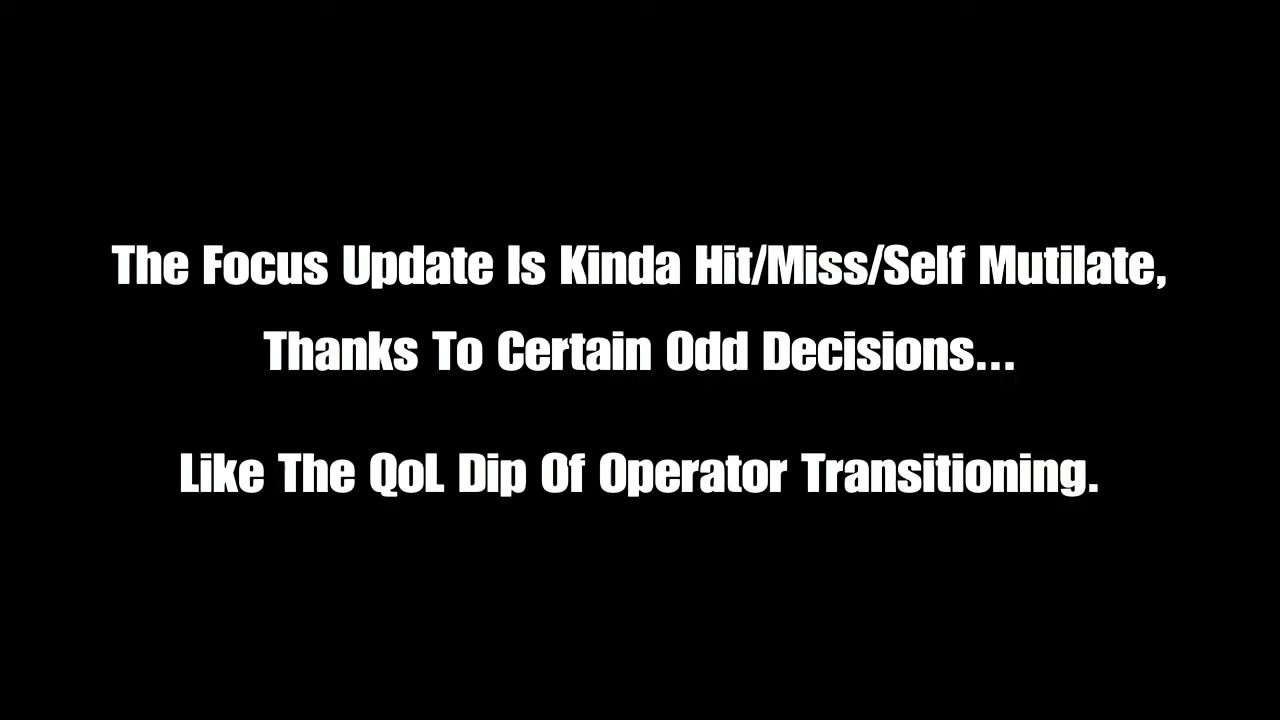 The Focus Update Is Kinda Hit/Miss/Self Mutilate,
Thanks To Certain Odd Decisions...
Like The QoL Dip Of Operator Transitioning.